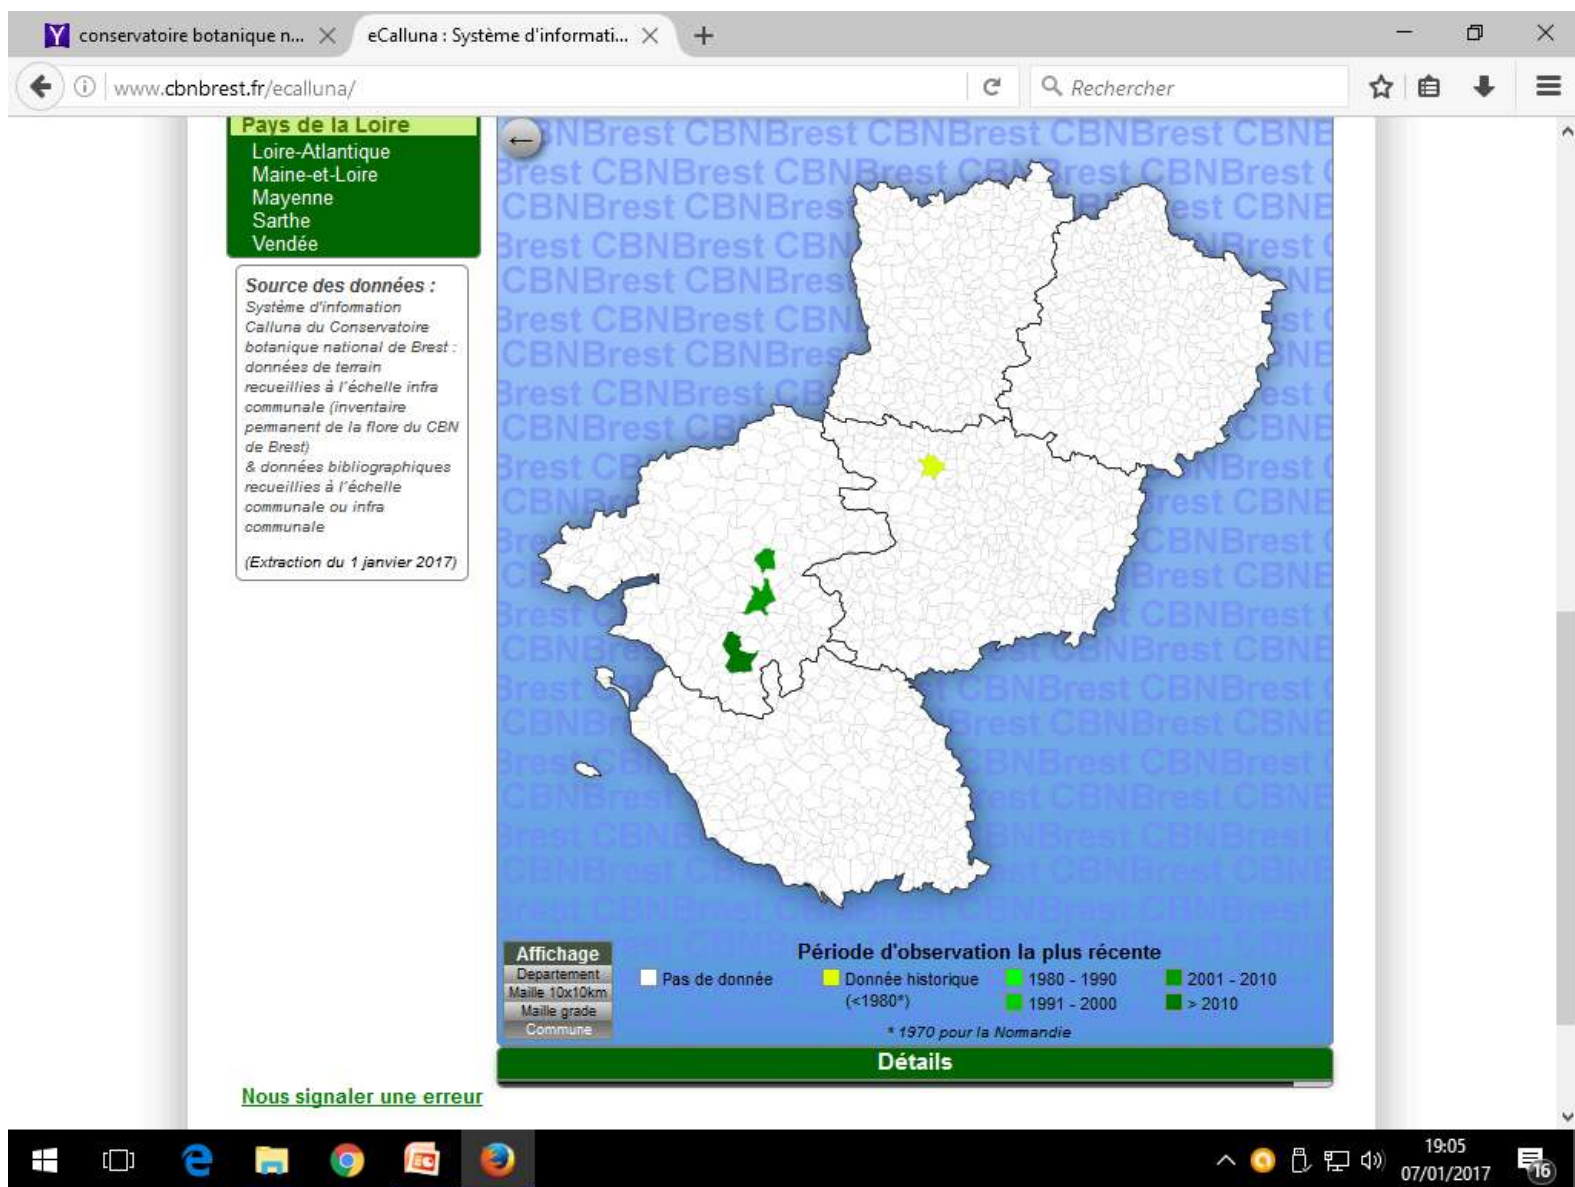 conservatoire botanique n...
eCalluna : Système d'informati...
www.cbnbrest.fr/ecalluna/
Rechercher
Pays de la Loire
Loire-Atlantique
Maine-et-Loire
Mayenne
Sarthe
Vendée
Source des données :
Système d'information
Calluna du Conservatoire
botanique national de Brest :
données de terrain
recueillies à l'échelle infra
communale (inventaire
permanent de la flore du CBN
de Brest)
& données bibliographiques
recueillies à l'échelle
communale ou infra
communale
(Extraction du 1 janvier 2017)
CBNBrest CBNBrest CBNBrest
Affichage
Departement
Maille 10x10km
Maille grade
Commune
Période d'observation la plus récente
Pas de donnée
Donnée historique
(<1980*)
1980 - 1990
1991 - 2000
2001 - 2010
> 2010
* 1970 pour la Normandie
Détails
Nous signaler une erreur
19:05
07/01/2017
16